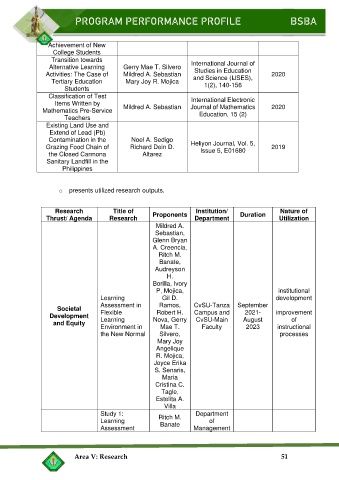 PROGRAM PERFORMANCE PROFILE BSBA
Achievement of New
College Students
Transition towards
Alternative Learning
Activities: The Case of
Tertiary Education
Students
Gerry Mae T. Silvero
Mildred A. Sebastian
Mary Joy R. Mojica
International Journal of
Studies in Education
and Science (IJSES),
1(2), 140-156
2020
Classification of Test
Items Written by
Mathematics Pre-Service
Teachers
Mildred A. Sebastian
International Electronic
Journal of Mathematics
Education, 15 (2)
2020
Existing Land Use and
Extend of Lead (Pb)
Contamination in the
Grazing Food Chain of
the Closed Carmona
Sanitary Landfill in the
Philippines
Noel A. Sedigo
Richard Dein D.
Altarez
Heliyon Journal, Vol. 5,
Issue 5, E01680
2019
o presents utilized research outputs.
Research
Thrust/ Agenda
Title of
Research
Proponents
Institution/
Department
Duration
Nature of
Utilization
Societal
Development
and Equity
Learning
Assessment in
Flexible
Learning
Environment in
the New Normal
Mildred A.
Sebastian,
Glenn Bryan
A. Creencia,
Ritch M.
Banate,
Audreyson
H.
Borilla, Ivory
P. Mojica,
Gil D.
Ramos,
Robert H.
Nova, Gerry
Mae T.
Silvero,
Mary Joy
Angelique
R. Mojica,
Joyce Erika
S. Senaris,
Maria
Cristina C.
Tagle,
Estelita A.
Villa
CvSU-Tanza
Campus and
CvSU-Main
Faculty
September
2021-
August
2023
institutional
development
,
improvement
of
instructional
processes
Study 1:
Learning
Assessment
Ritch M.
Banate
Department
of
Management
Area V: Research 51